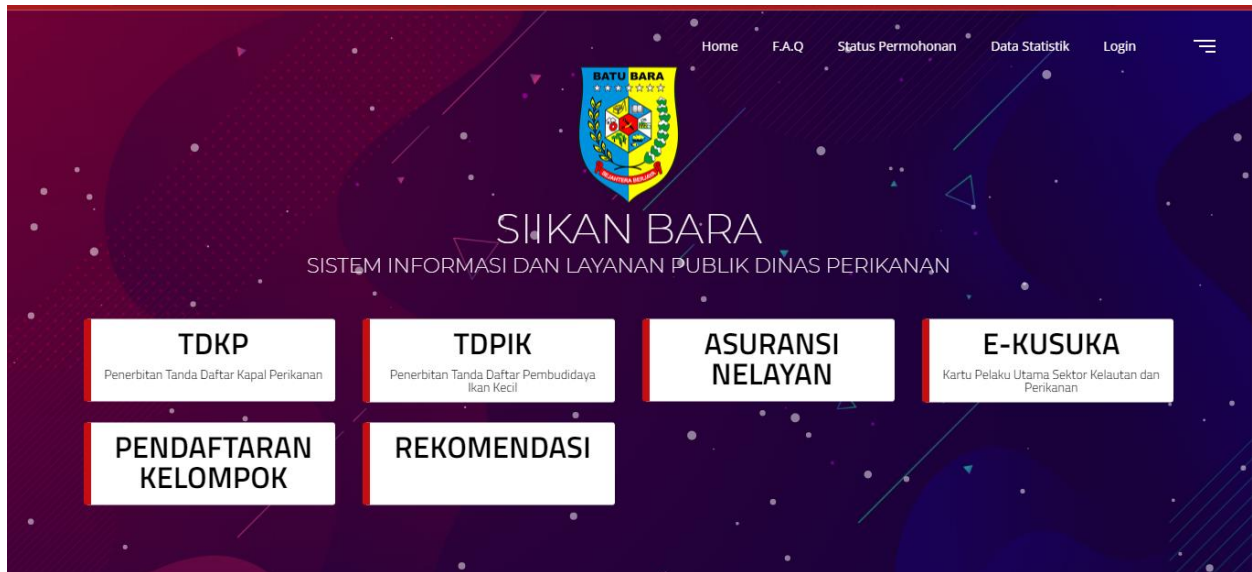 Home F.A.Q Status Permohonan Data Statistik Login
BATU BARA
SEJAHTERA BERJAYA
SIIKAN BARA
SISTEM INFORMASI DAN LAYANAN PUBLIK DINAS PERIKANAN
TDKP
Penerbitan Tanda Daftar Kapal Perikanan
TDPIK
Penerbitan Tanda Daftar Pembudidaya
Ikan Kecil
ASURANSI
NELAYAN
E-KUSUKA
Kartu Pelaku Utama Sektor Kelautan dan
Perikanan
PENDAFTARAN
KELOMPOK
REKOMENDASI